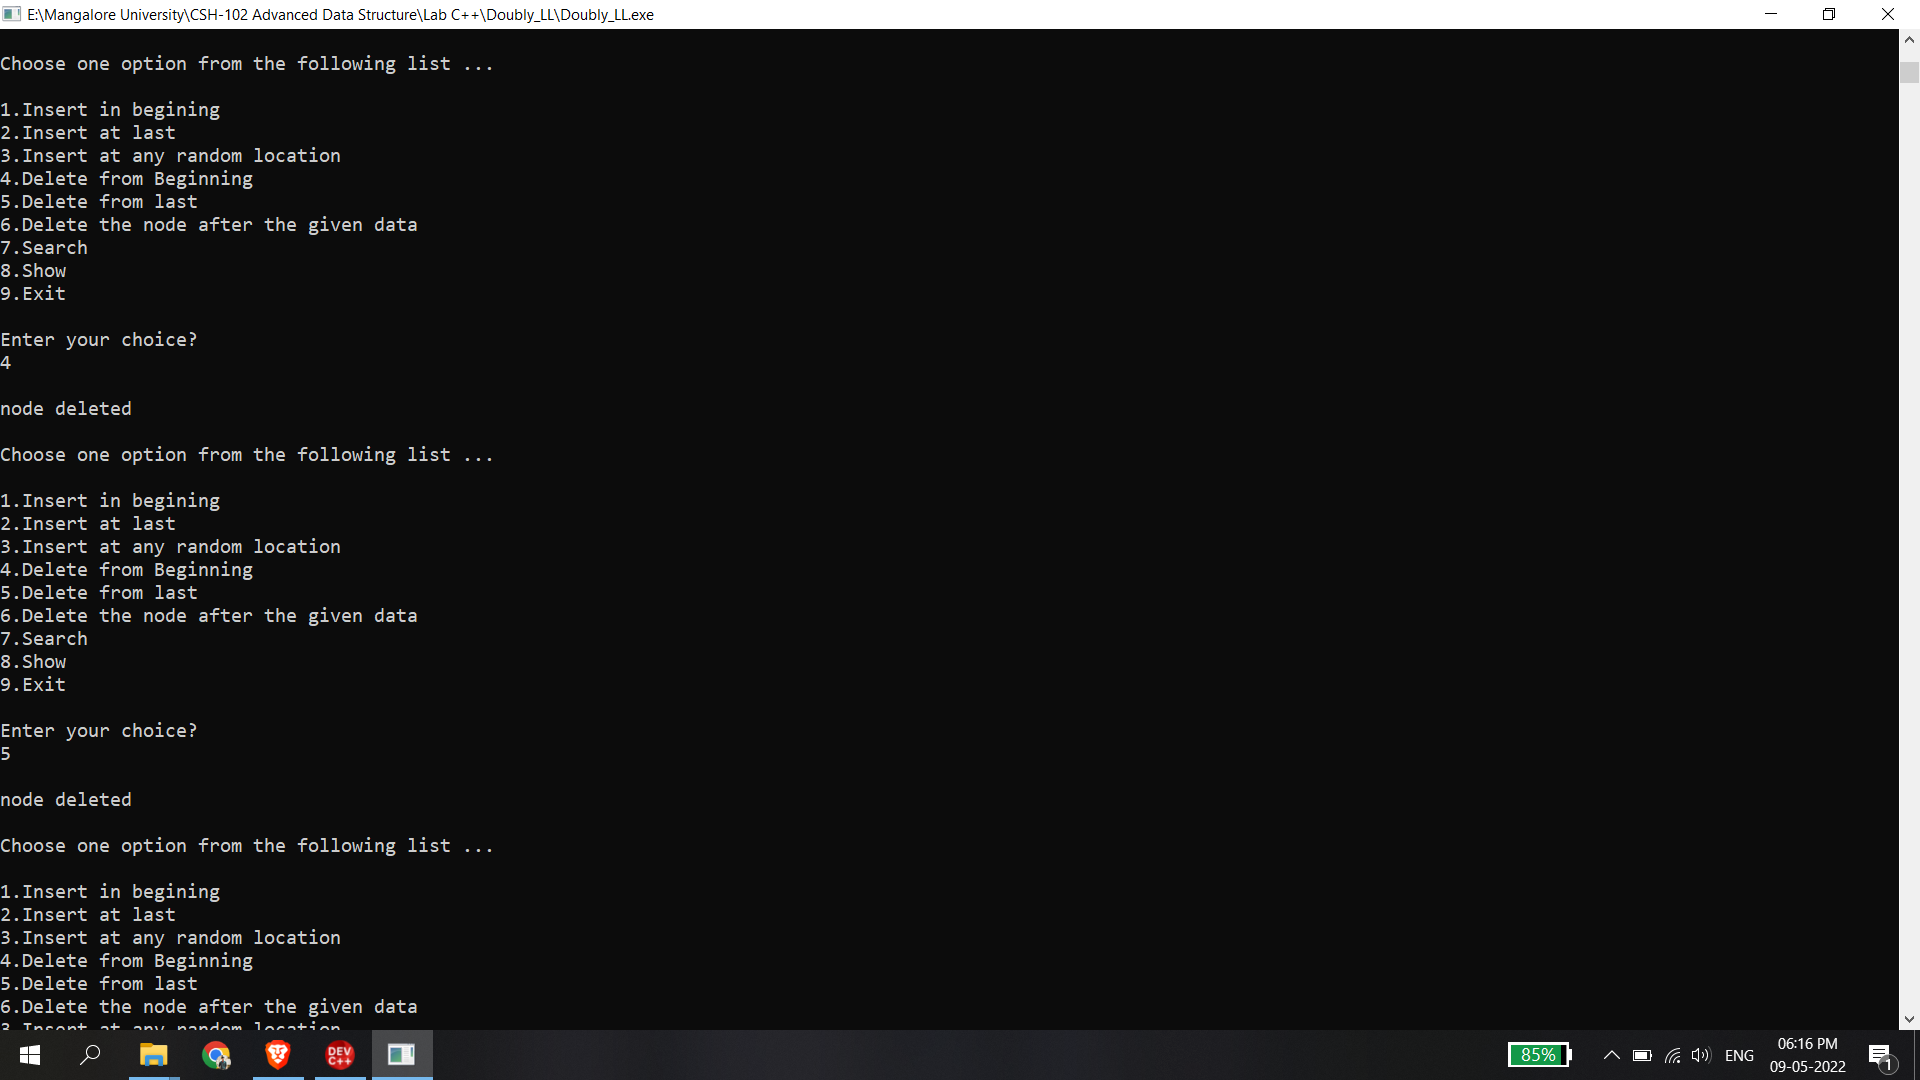 E:\Mangalore University\CSH-102 Advanced Data Structure\Lab C++\Doubly_LL\Doubly_LL.exe
Choose one option from the following list ...
1.Insert in begining
2.Insert at last
3.Insert at any random location
4.Delete from Beginning
5.Delete from last
6.Delete the node after the given data
7.Search
8.Show
9.Exit
Enter your choice?
4
node deleted
Choose one option from the following list ...
1.Insert in begining
2.Insert at last
3.Insert at any random location
4.Delete from Beginning
5.Delete from last
6.Delete the node after the given data
7.Search
8.Show
9.Exit
Enter your choice?
5
node deleted
Choose one option from the following list ...
1.Insert in begining
2.Insert at last
3.Insert at any random location
4.Delete from Beginning
5.Delete from last
6.Delete the node after the given data
3.Insert at any random location
DEV
C++
85%
ENG
06:16 PM
09-05-2022
1